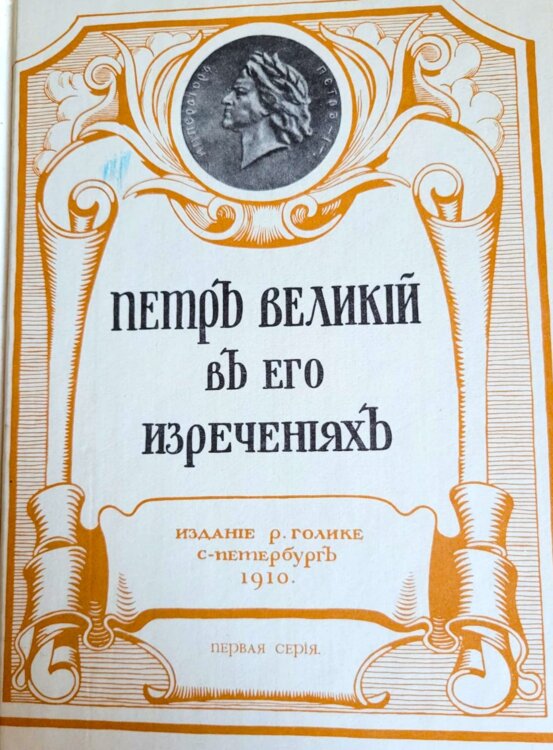 ИМПЕРАТОРЪ ПЕТРЪ·I·
ПЕТРЪ ВЕЛИКІЙ
ВЪ ЕГО
ИЗРЕЧЕНІЯХЪ
ИЗДАНІЕ Р. ГОЛИКЕ
С-ПЕТЕРБУРГЪ
1910.
ПЕРВАЯ СЕРІЯ.